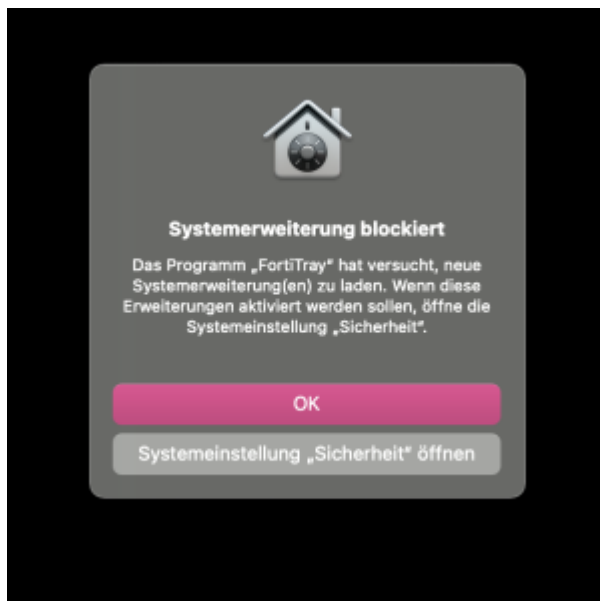 Systemerweiterung blockiert
Das Programm „FortiTray“ hat versucht, neue
Systemerweiterung(en) zu laden. Wenn diese
Erweiterungen aktiviert werden sollen, öffne die
Systemeinstellung „Sicherheit“.
OK
Systemeinstellung „Sicherheit“ öffnen